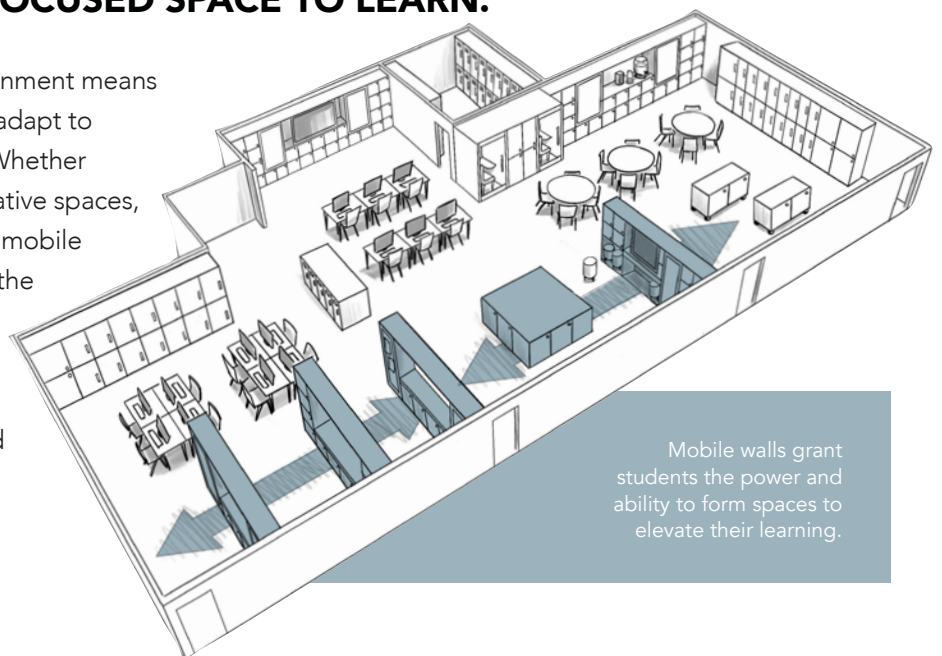 OCUSED SPACE TO LEARN.
nment means
adapt to
Whether
ative spaces,
mobile
the
d
Mobile walls grant
students the power and
ability to form spaces to
elevate their learning.